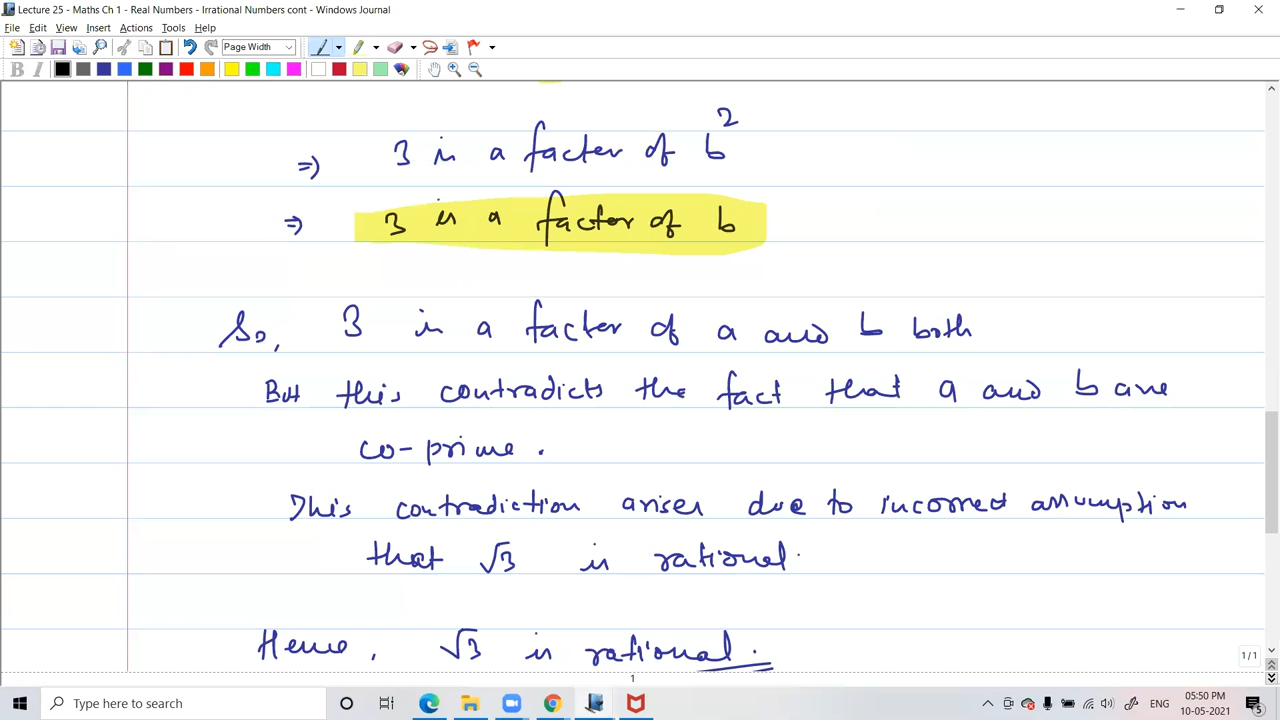 Lecture 25 - Maths Ch 1 - Real Numbers - Irrational Numbers cont - Windows Journal
File Edit View Insert Actions Tools Help
Page Width
B I
⇒ 3 is a factor of b²
⇒ 3 is a factor of b
So, 3 is a factor of a and b both
But this contradicts the fact that a and b are
co-prime.
This contradiction arises due to incorrect assumption
that √3 is rational.
Hence, √3 is rational.
1/1
1
Type here to search
ENG
05:50 PM
10-05-2021
5